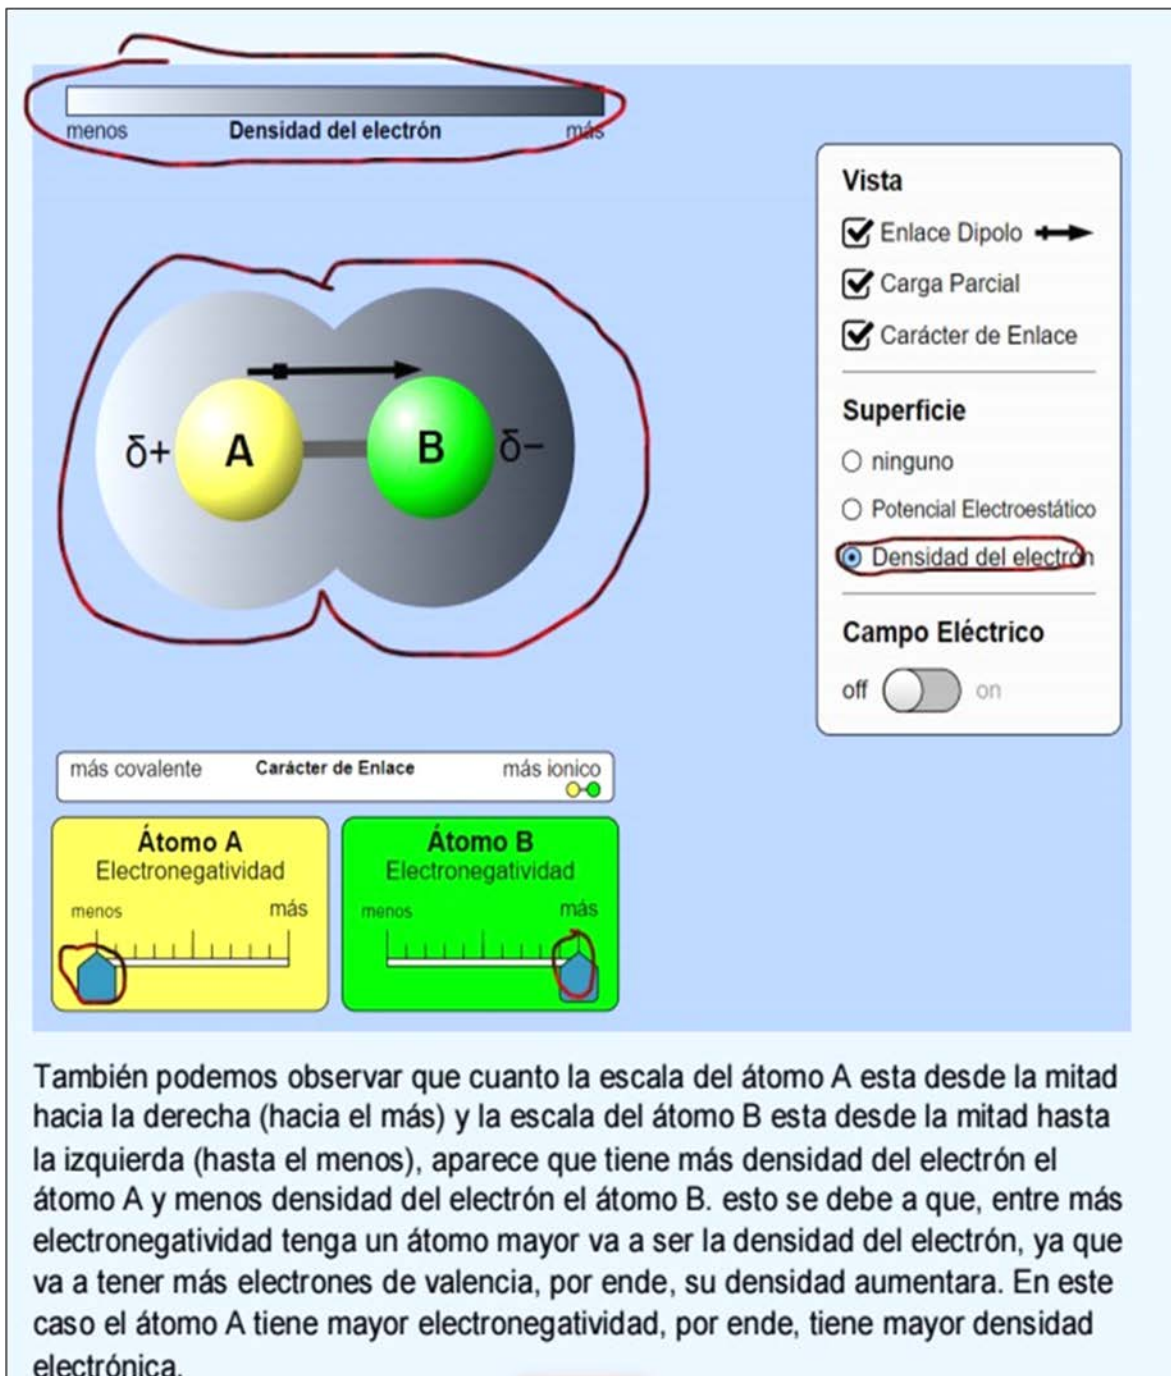 menos Densidad del electrón más
Vista
Enlace Dipolo
Carga Parcial
Carácter de Enlace
δ+ A B δ−
Superficie
ninguno
Potencial Electroestático
Densidad del electrón
Campo Eléctrico
off on
más covalente Carácter de Enlace más ionico
Átomo A
Electronegatividad
menos más
Átomo B
Electronegatividad
menos más
También podemos observar que cuanto la escala del átomo A esta desde la mitad
hacia la derecha (hacia el más) y la escala del átomo B esta desde la mitad hasta
la izquierda (hasta el menos), aparece que tiene más densidad del electrón el
átomo A y menos densidad del electrón el átomo B. esto se debe a que, entre más
electronegatividad tenga un átomo mayor va a ser la densidad del electrón, ya que
va a tener más electrones de valencia, por ende, su densidad aumentara. En este
caso el átomo A tiene mayor electronegatividad, por ende, tiene mayor densidad
electrónica.